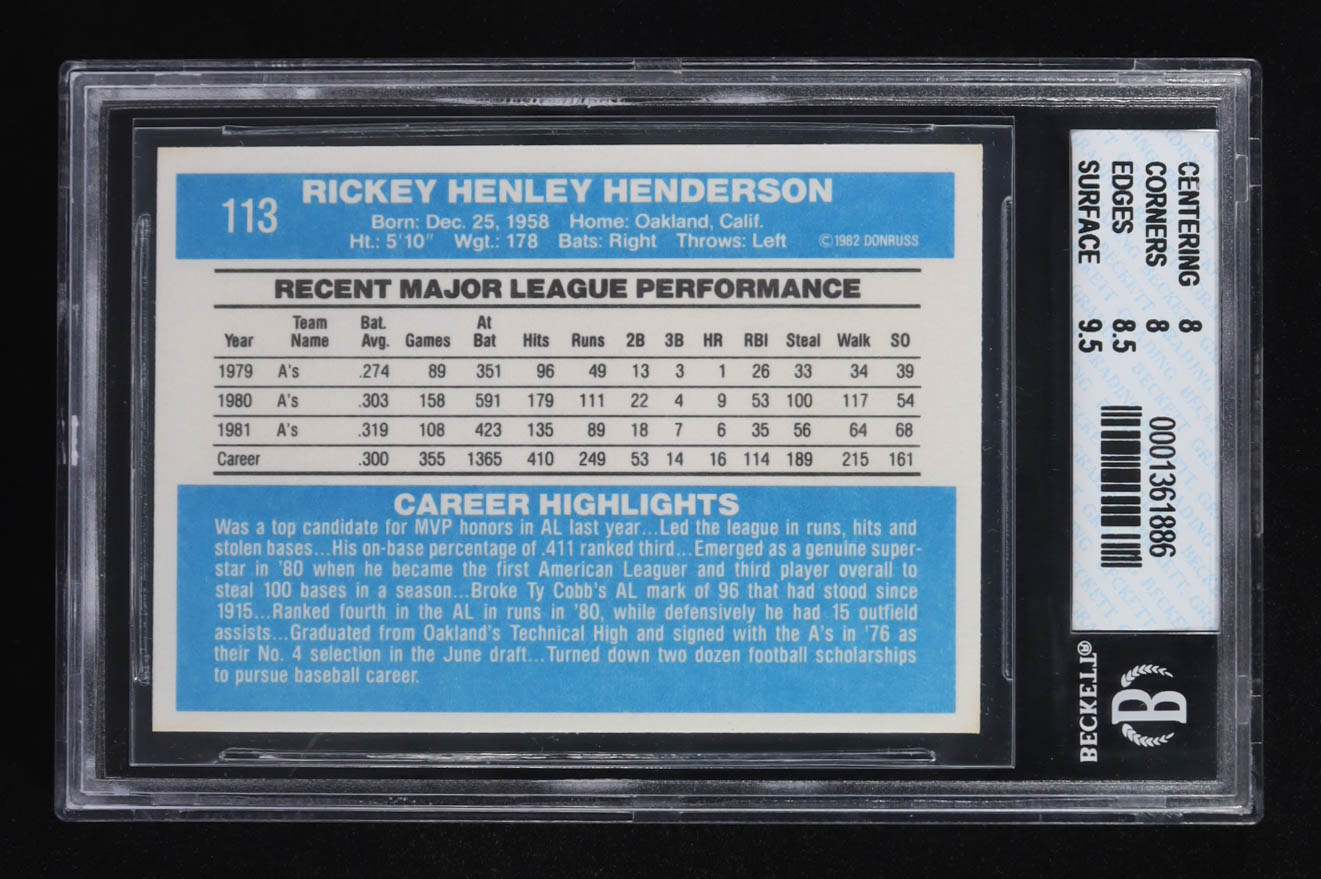 113
RICKEY HENLEY HENDERSON
Born: Dec. 25, 1958 Home: Oakland, Calif.
Ht.: 5'10" Wgt.: 178 Bats: Right Throws: Left ©1982 DONRUSS
RECENT MAJOR LEAGUE PERFORMANCE
Year Team Name Bat. Avg. Games At Bat Hits Runs 2B 3B HR RBI Steal Walk SO
1979 A's .274 89 351 96 49 13 3 1 26 33 34 39
1980 A's .303 158 591 179 111 22 4 9 53 100 117 54
1981 A's .319 108 423 135 89 18 7 6 35 56 64 68
Career .300 355 1365 410 249 53 14 16 114 189 215 161
CAREER HIGHLIGHTS
Was a top candidate for MVP honors in AL last year...Led the league in runs, hits and
stolen bases...His on-base percentage of .411 ranked third...Emerged as a genuine super-
star in '80 when he became the first American Leaguer and third player overall to
steal 100 bases in a season...Broke Ty Cobb's AL mark of 96 that had stood since
1915...Ranked fourth in the AL in runs in '80, while defensively he had 15 outfield
assists...Graduated from Oakland's Technical High and signed with the A's in '76 as
their No. 4 selection in the June draft...Turned down two dozen football scholarships
to pursue baseball career.
CENTERING 8
CORNERS 8
EDGES 8.5
SURFACE 9.5
0001361886
BECKETT®
B